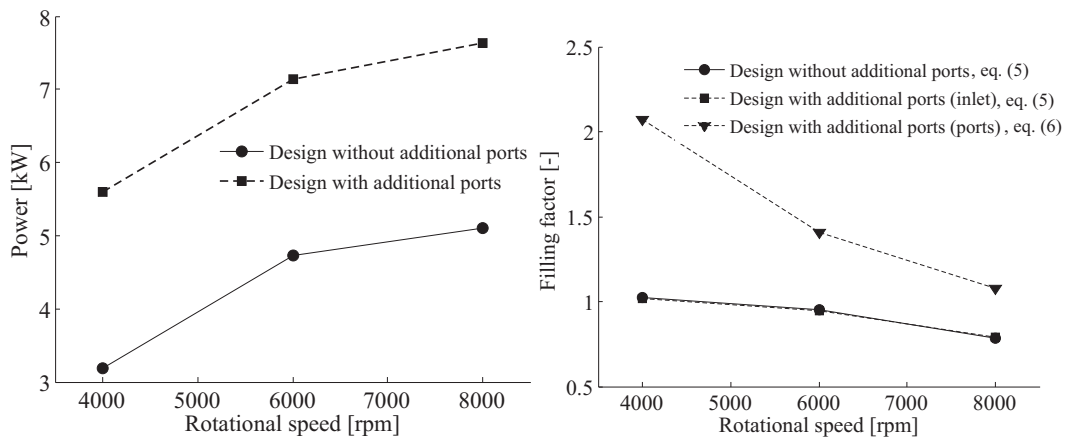 8
7
6
5
4
3
Power [kW]
Design without additional ports
Design with additional ports
4000 5000 6000 7000 8000
Rotational speed [rpm]
2.5
2
1.5
1
0.5
Filling factor [-]
Design without additional ports, eq. (5)
Design with additional ports (inlet), eq. (5)
Design with additional ports (ports), eq. (6)
4000 5000 6000 7000 8000
Rotational speed [rpm]